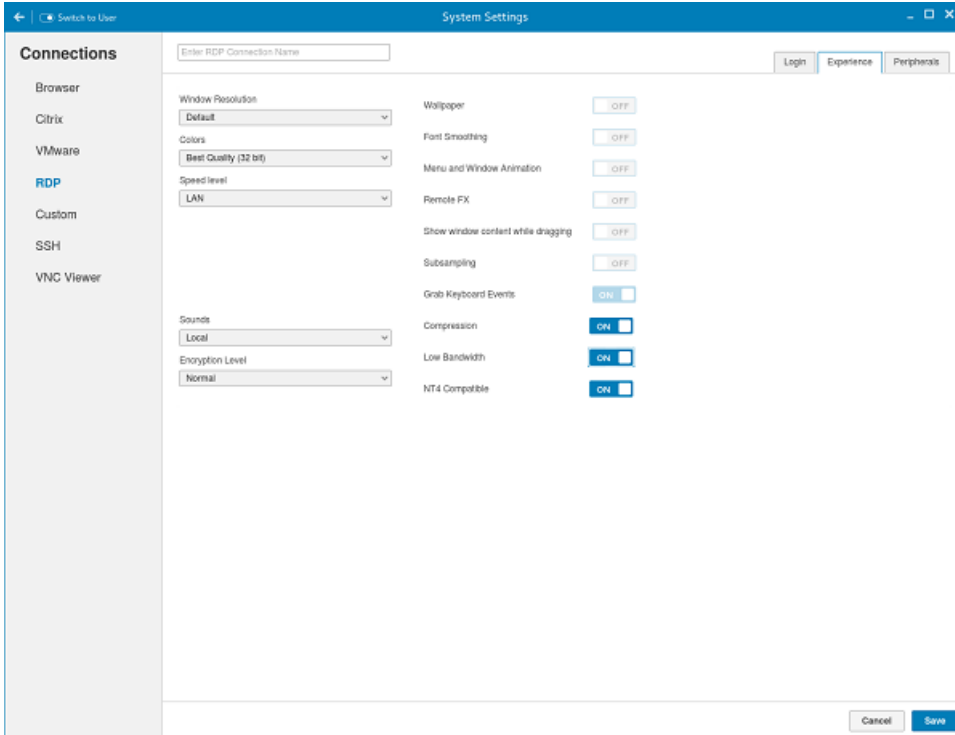 Switch to User
System Settings
Connections
Browser
Citrix
VMware
RDP
Custom
SSH
VNC Viewer
Enter RDP Connection Name
Login
Experience
Peripherals
Window Resolution
Default
Colors
Best Quality (32 bit)
Speed level
LAN
Sounds
Local
Encryption Level
Normal
Wallpaper OFF
Font Smoothing OFF
Menu and Window Animation OFF
Remote FX OFF
Show window content while dragging OFF
Subsampling OFF
Grab Keyboard Events ON
Compression ON
Low Bandwidth ON
NT4 Compatible ON
Cancel
Save